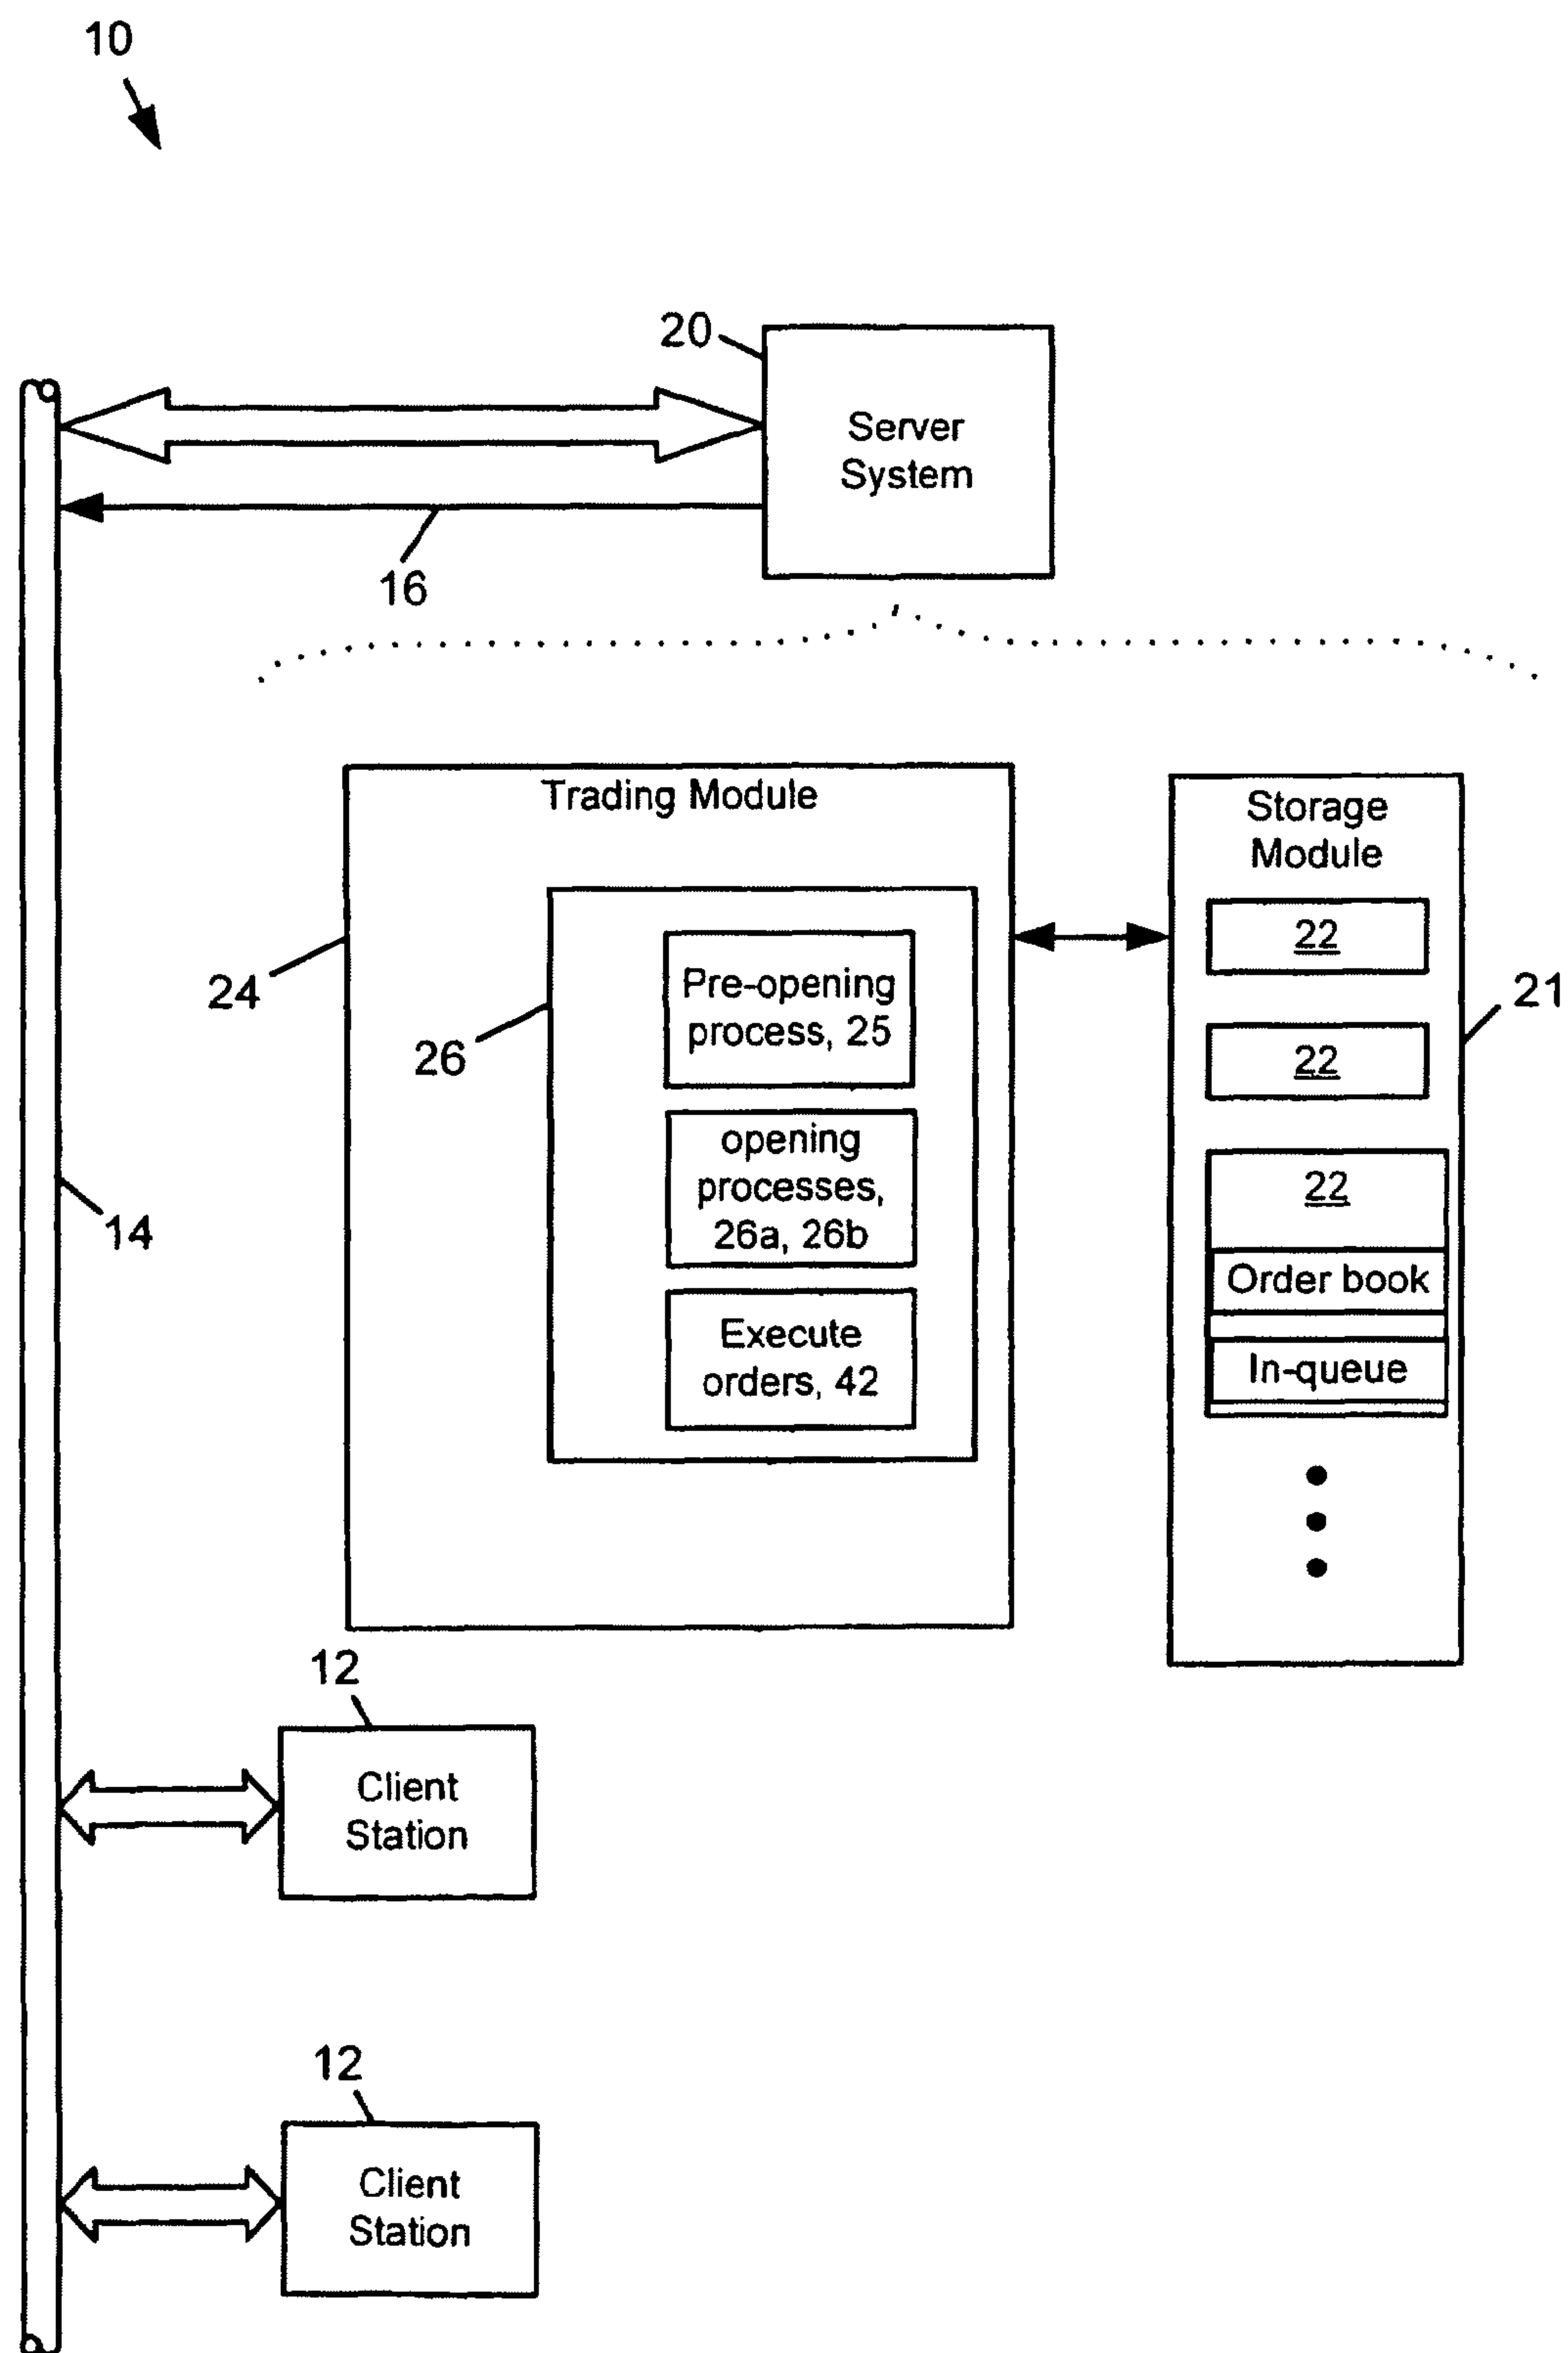 10
20
Server
System
16
Trading Module
Storage
Module
22
24
Pre-opening
process, 25
21
26
22
opening
processes,
26a, 26b
22
14
Order book
Execute
orders, 42
In-queue
12
Client
Station
12
Client
Station